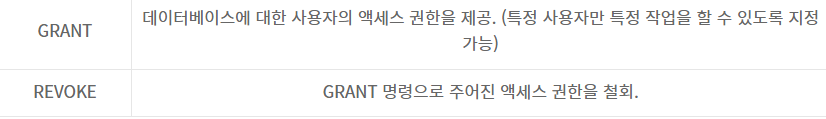 GRANT
데이터베이스에 대한 사용자의 액세스 권한을 제공. (특정 사용자만 특정 작업을 할 수 있도록 지정
가능)
REVOKE
GRANT 명령으로 주어진 액세스 권한을 철회.